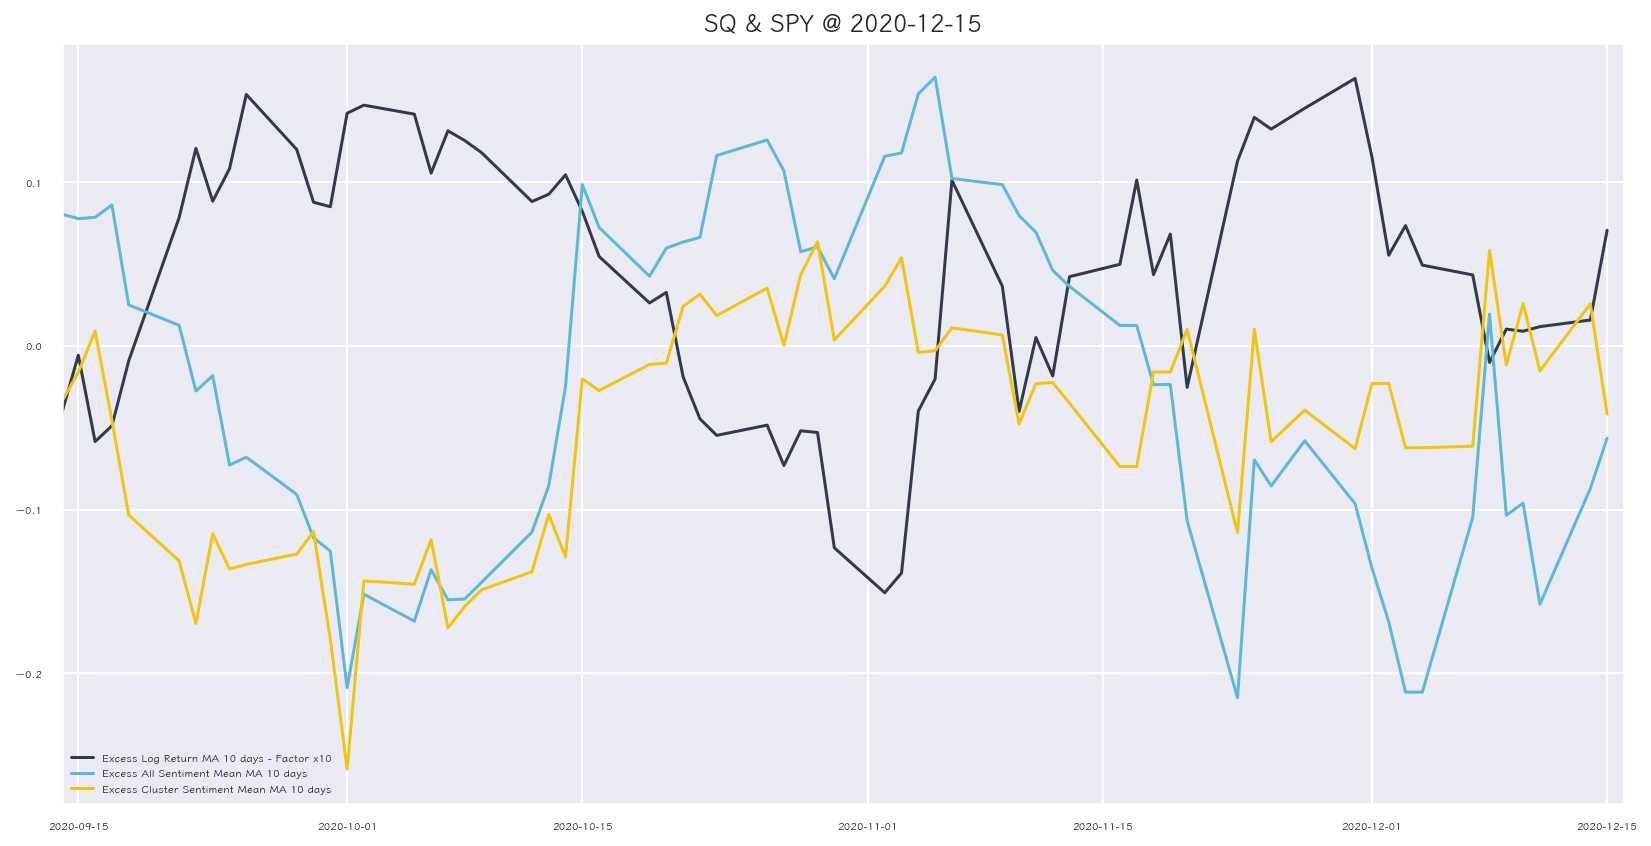 SQ & SPY @ 2020-12-15
0.1
0.0
−0.1
−0.2
Excess Log Return MA 10 days - Factor x10
Excess All Sentiment Mean MA 10 days
Excess Cluster Sentiment Mean MA 10 days
2020-09-15 2020-10-01 2020-10-15 2020-11-01 2020-11-15 2020-12-01 2020-12-15